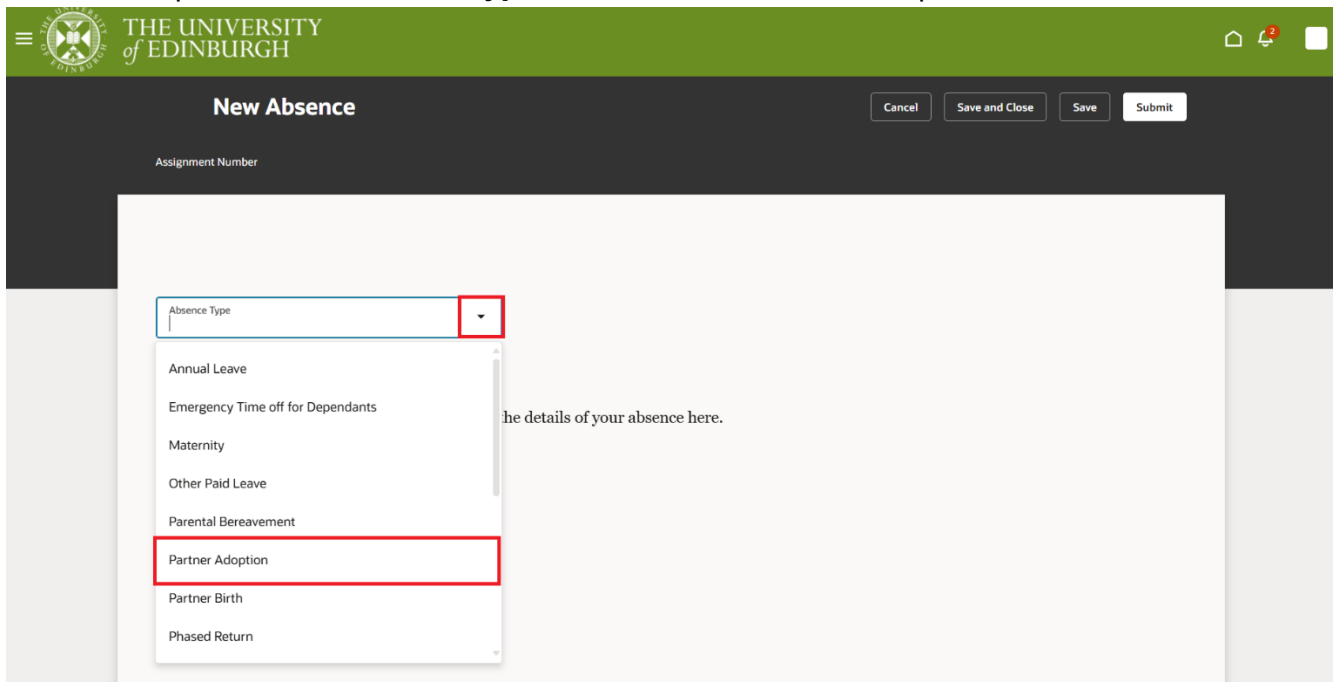 THE UNIVERSITY
of EDINBURGH
2
New Absence
Cancel
Save and Close
Save
Submit
Assignment Number
Absence Type
Annual Leave
Emergency Time off for Dependants
he details of your absence here.
Maternity
Other Paid Leave
Parental Bereavement
Partner Adoption
Partner Birth
Phased Return